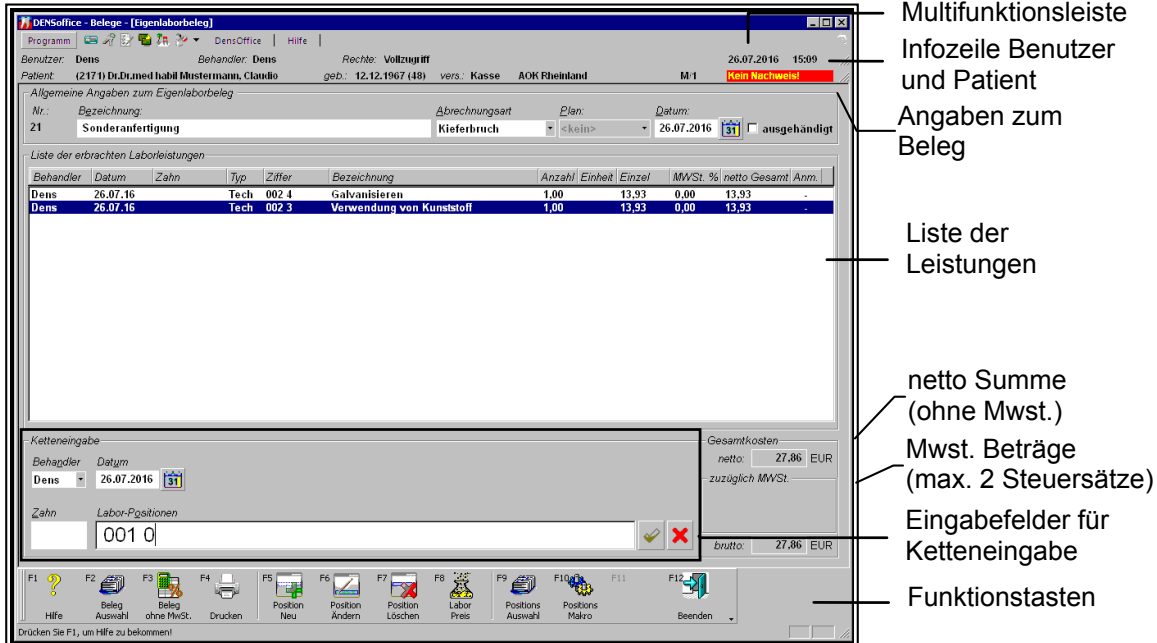 DENSoffice - Belege - [Eigenlaborbeleg]
Programm DensOffice | Hilfe |
Benutzer: Dens Behandler: Dens Rechte: Vollzugriff 26.07.2016 15:09
Patient: (2171) Dr.Dr.med habil Mustermann, Claudio geb.: 12.12.1967 (48) vers.: Kasse AOK Rheinland M/1 Kein Nachweis!
Allgemeine Angaben zum Eigenlaborbeleg
Nr.: Bezeichnung: Abrechnungsart Plan: Datum:
21 Sonderanfertigung Kieferbruch <kein> 26.07.2016 31 ausgehändigt
Liste der erbrachten Laborleistungen
Behandler Datum Zahn Typ Ziffer Bezeichnung Anzahl Einheit Einzel MWSt. % netto Gesamt Anm.
Dens 26.07.16 Tech 002 4 Galvanisieren 1,00 13,93 0,00 13,93 -
Dens 26.07.16 Tech 002 3 Verwendung von Kunststoff 1,00 13,93 0,00 13,93 -
Ketteneingabe
Behandler Datum
Dens 26.07.2016 31
Zahn Labor-Positionen
001 0
Gesamtkosten
netto: 27,86 EUR
zuzüglich MWSt.
brutto: 27,86 EUR
F1 F2 F3 F4 F5 F6 F7 F8 F9 F10 F11 F12
Hilfe
Beleg Auswahl
Beleg ohne MwSt.
Drucken
Position Neu
Position Ändern
Position Löschen
Labor Preis
Positions Auswahl
Positions Makro
Beenden
Drücken Sie F1, um Hilfe zu bekommen!
Multifunktionsleiste
Infozeile Benutzer
und Patient
Angaben zum
Beleg
Liste der
Leistungen
netto Summe
(ohne Mwst.)
Mwst. Beträge
(max. 2 Steuersätze)
Eingabefelder für
Ketteneingabe
Funktionstasten